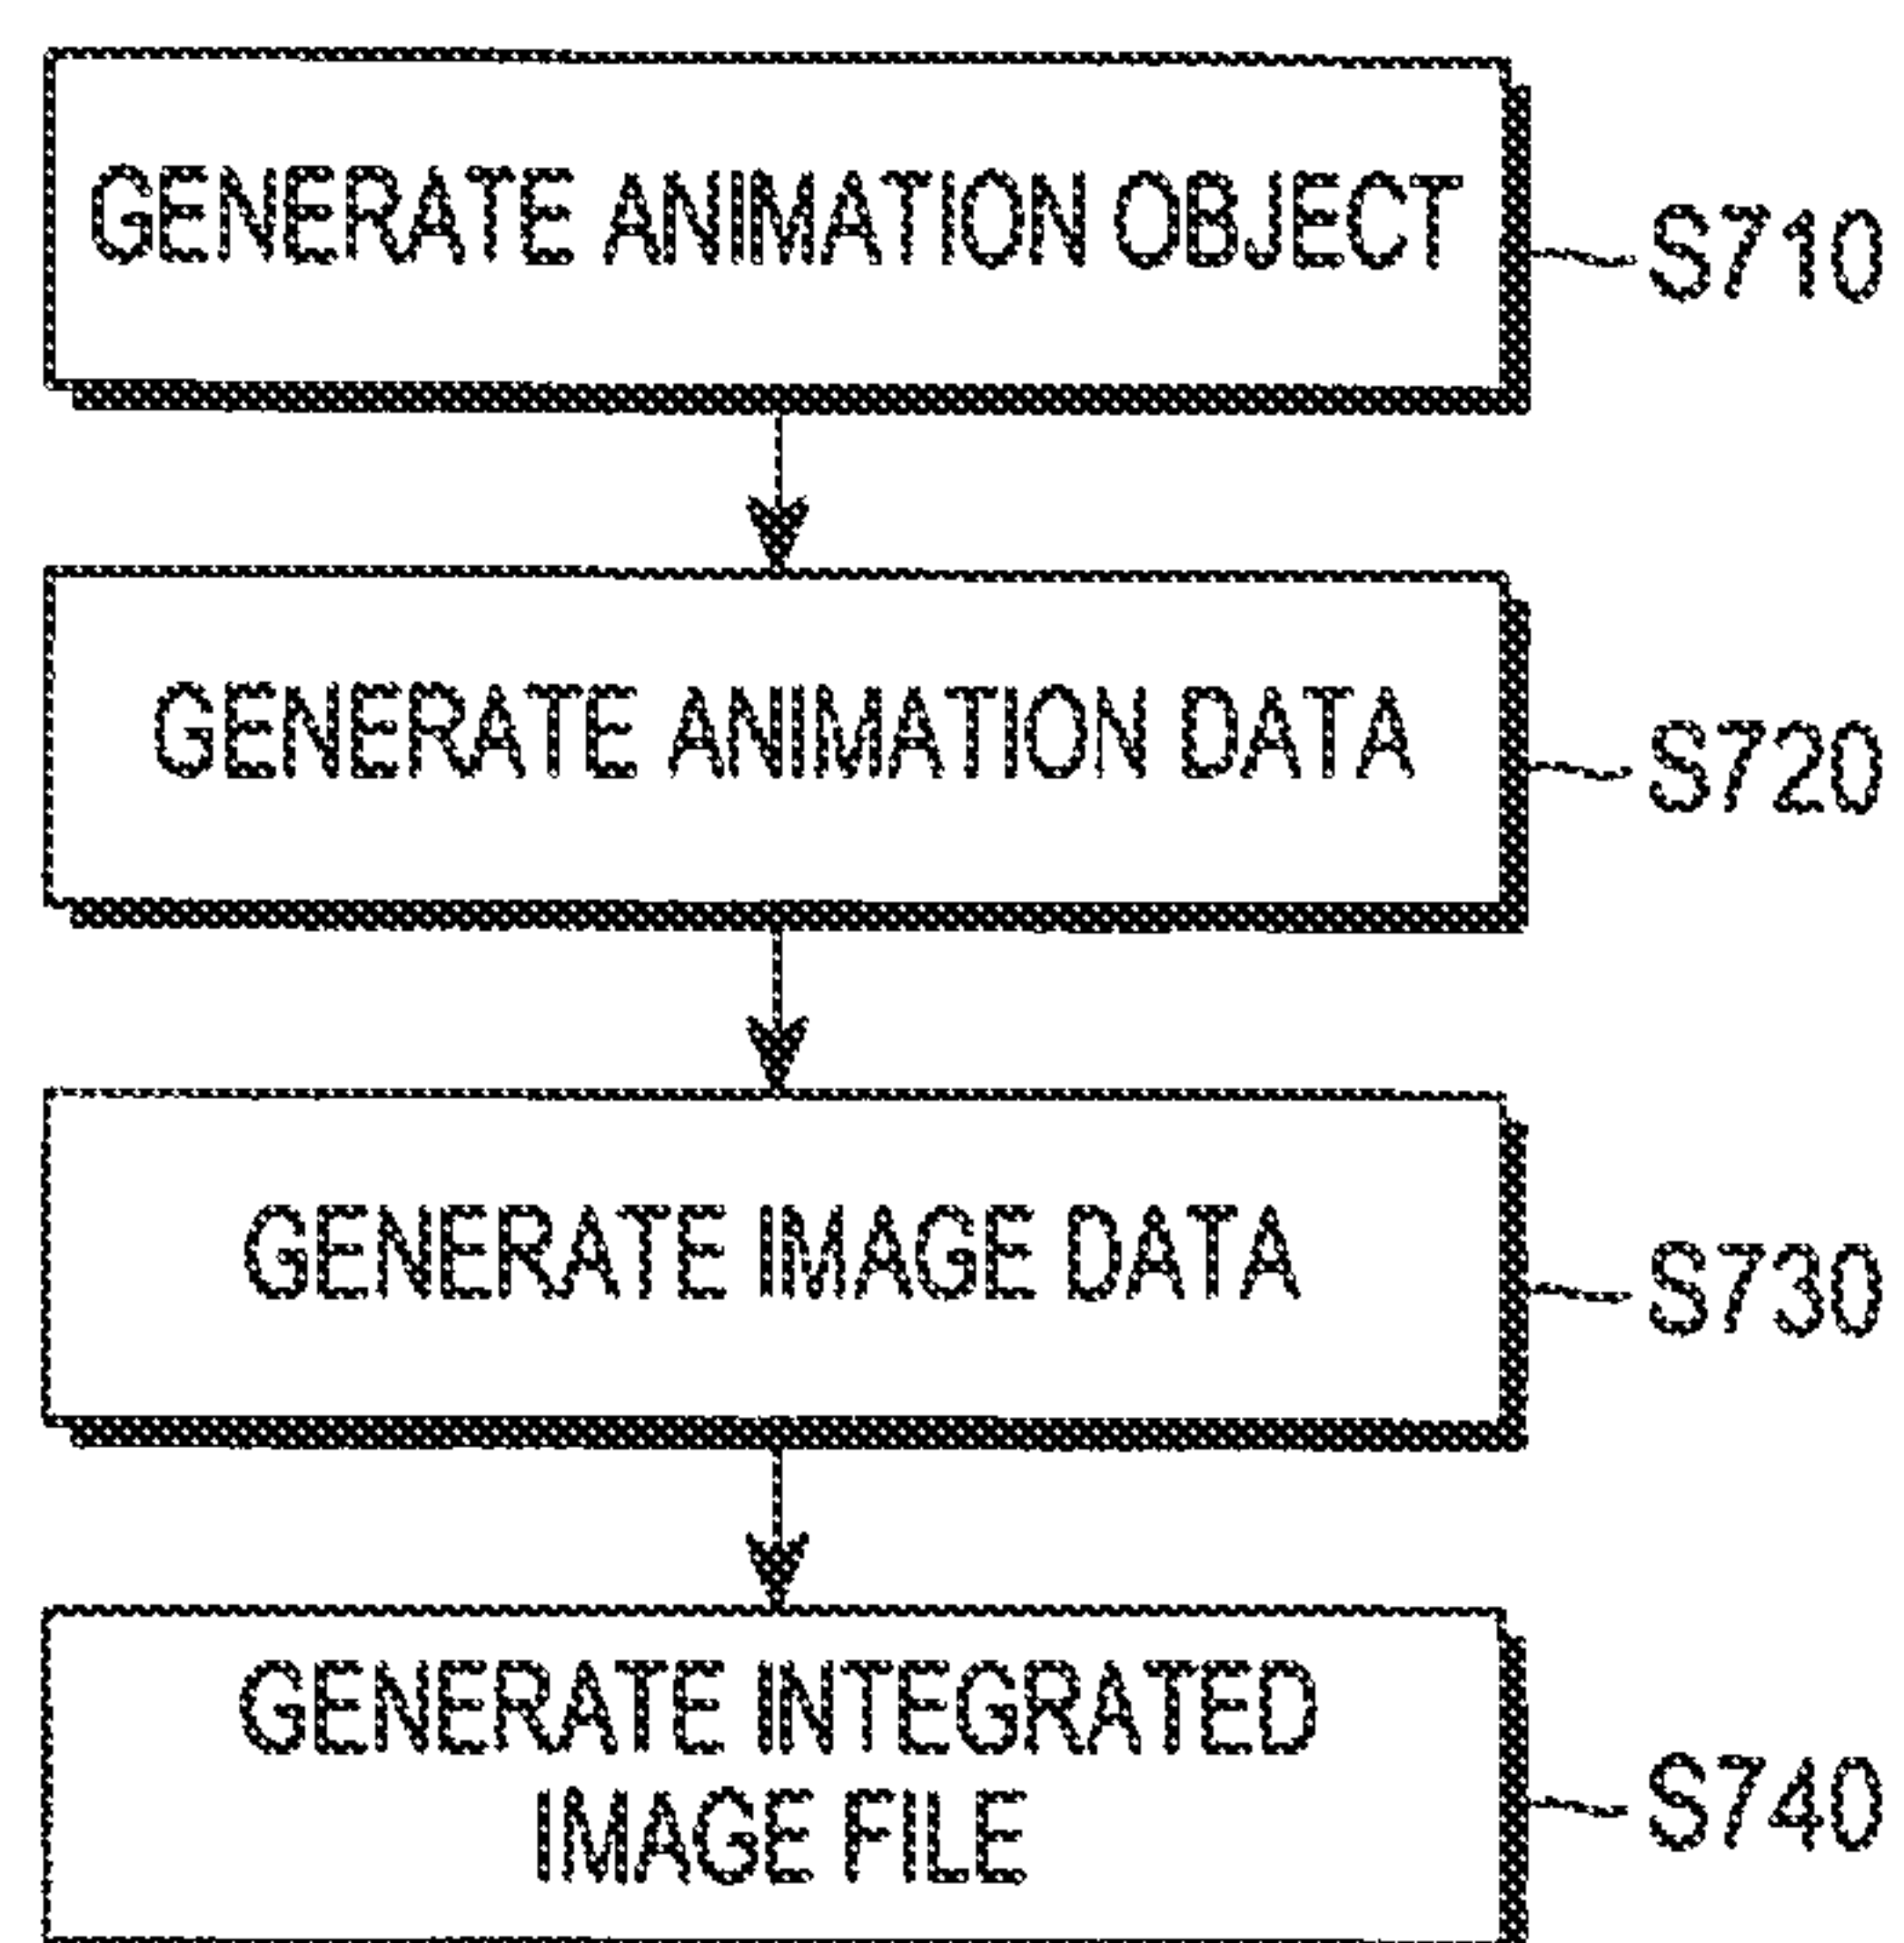 GENERATE ANIMATION OBJECT
S710
GENERATE ANIMATION DATA
S720
GENERATE IMAGE DATA
S730
GENERATE INTEGRATED
IMAGE FILE
S740